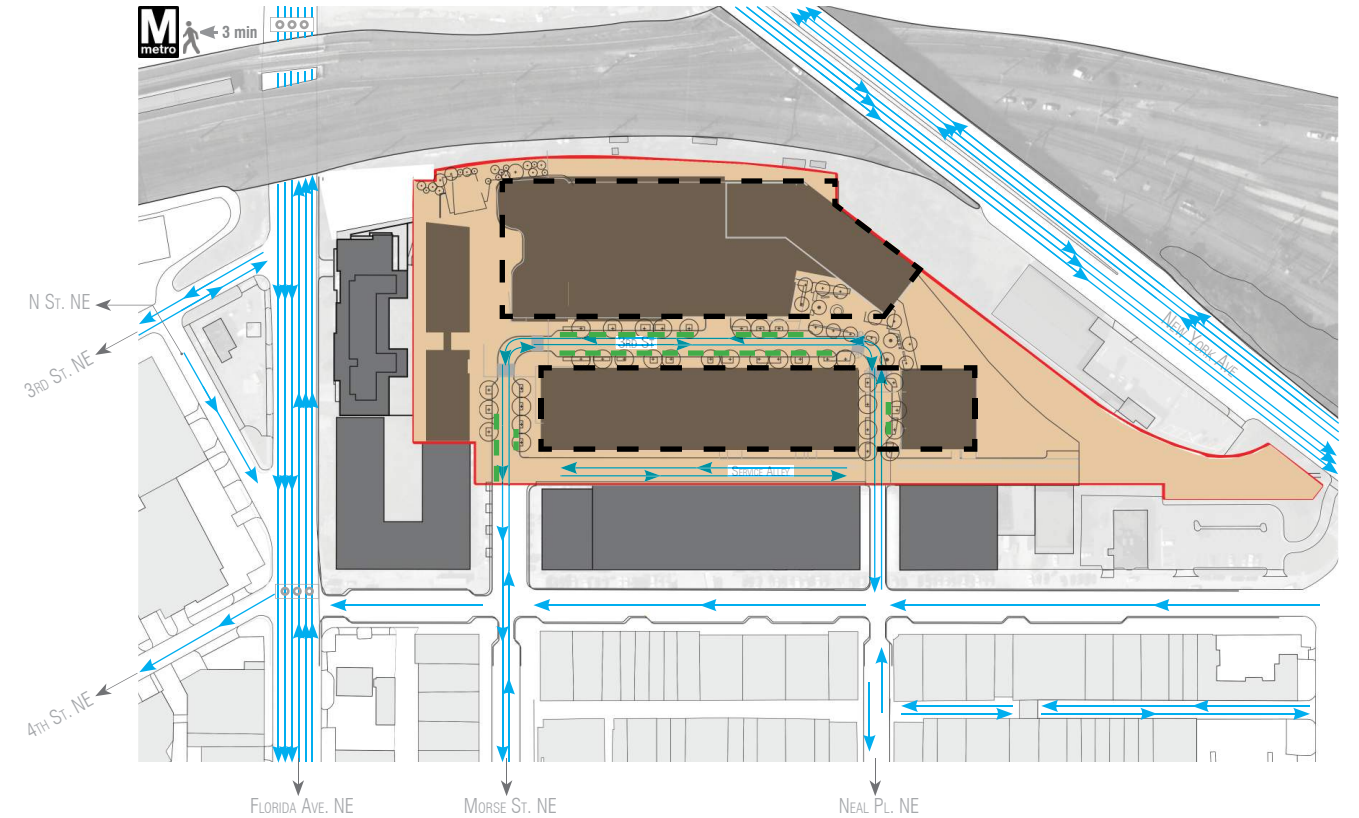 M
metro
3 min
N St. NE
3rd St. NE
4th St. NE
3rd St
Service Alley
New York Ave
Florida Ave. NE
Morse St. NE
Neal Pl. NE